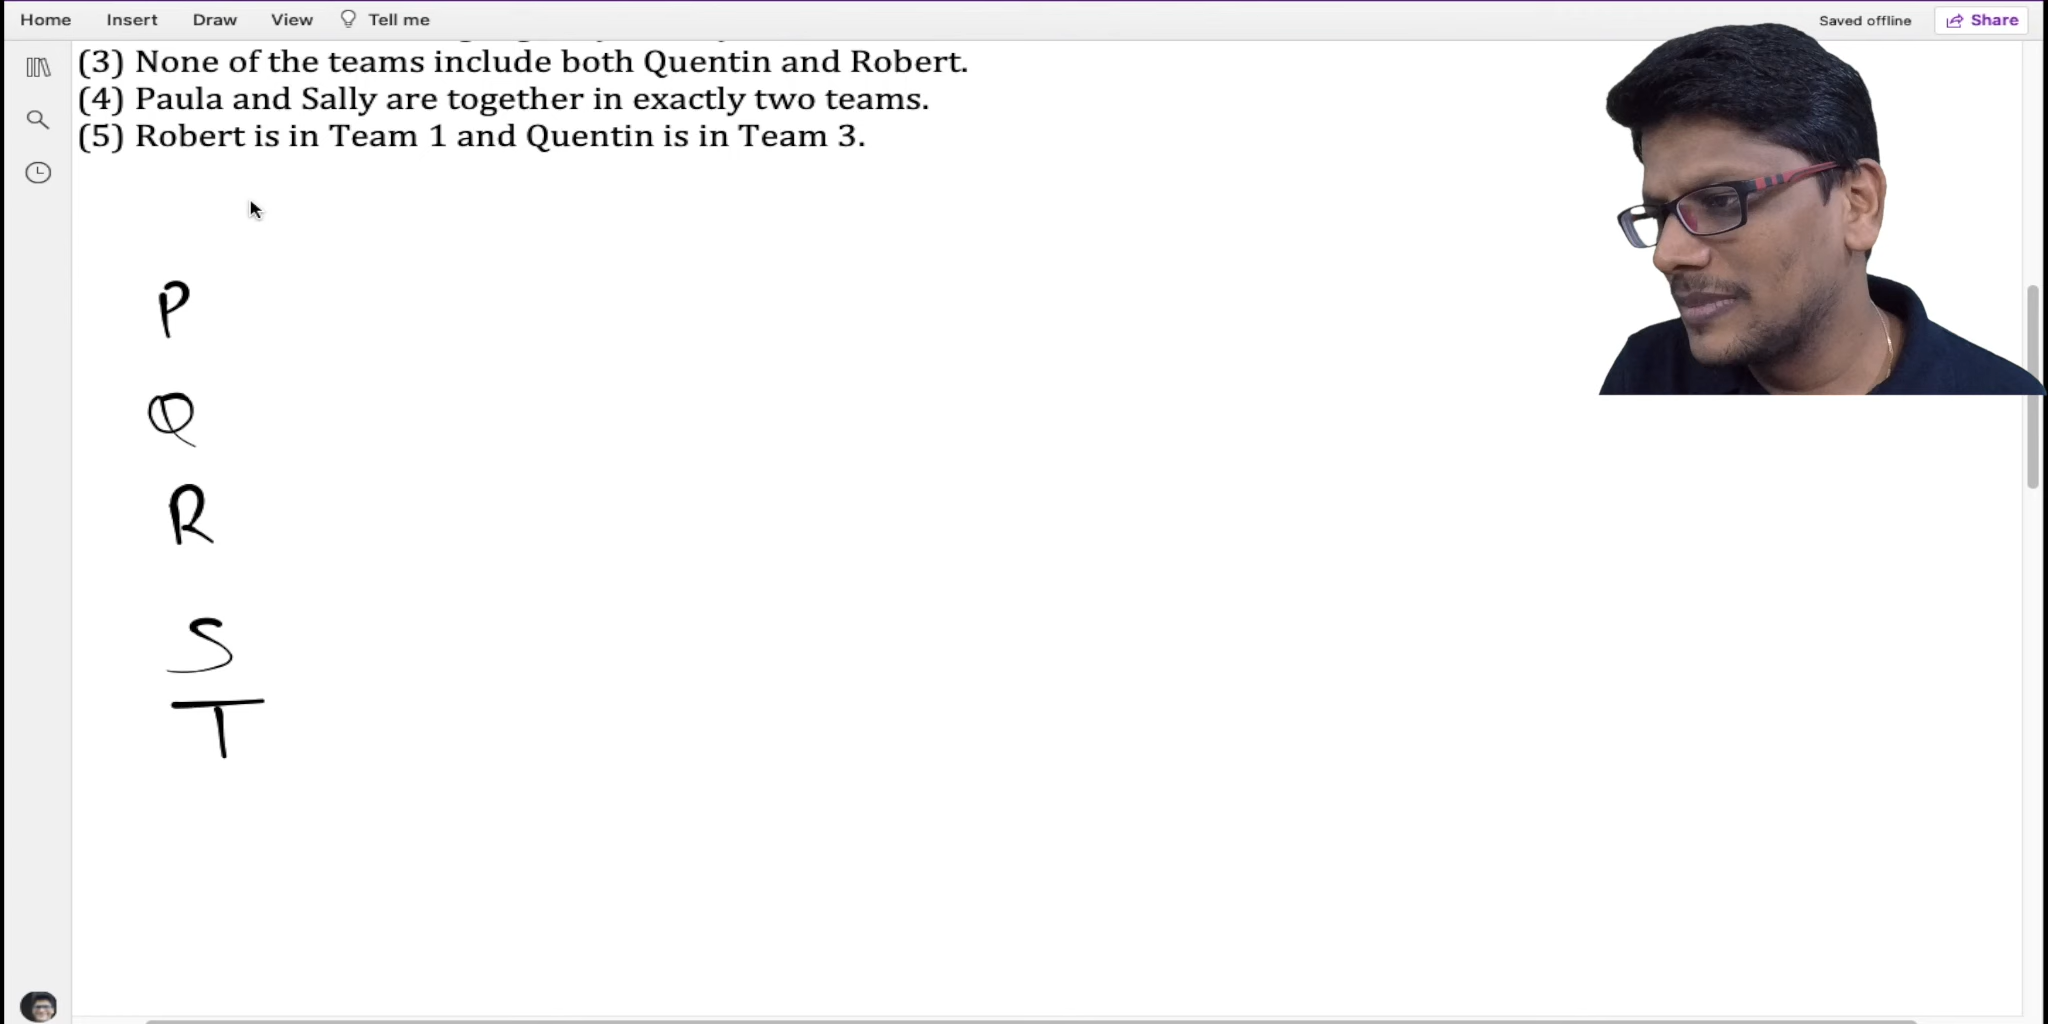 Home Insert Draw View Tell me Saved offline Share
(3) None of the teams include both Quentin and Robert.
(4) Paula and Sally are together in exactly two teams.
(5) Robert is in Team 1 and Quentin is in Team 3.
P
Q
R
S
T